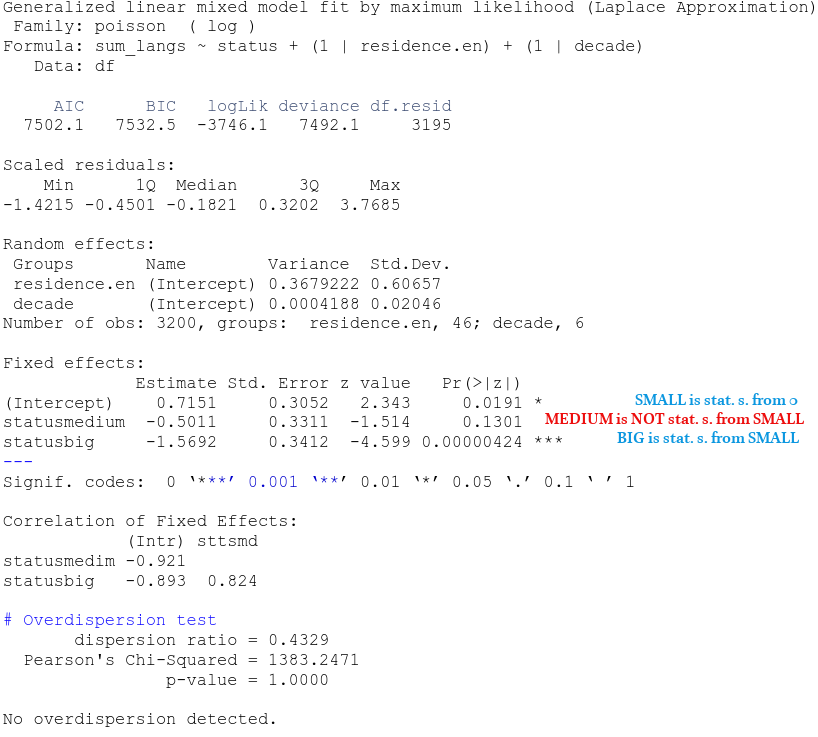 Generalized linear mixed model fit by maximum likelihood (Laplace Approximation)
Family: poisson ( log )
Formula: sum_langs ~ status + (1 | residence.en) + (1 | decade)
Data: df
AIC BIC logLik deviance df.resid
7502.1 7532.5 -3746.1 7492.1 3195
Scaled residuals:
Min 1Q Median 3Q Max
-1.4215 -0.4501 -0.1821 0.3202 3.7685
Random effects:
Groups Name Variance Std.Dev.
residence.en (Intercept) 0.3679222 0.60657
decade (Intercept) 0.0004188 0.02046
Number of obs: 3200, groups: residence.en, 46; decade, 6
Fixed effects:
Estimate Std. Error z value Pr(>|z|)
(Intercept) 0.7151 0.3052 2.343 0.0191 * SMALL is stat. s. from 0
statusmedium -0.5011 0.3311 -1.514 0.1301 MEDIUM is NOT stat. s. from SMALL
statusbig -1.5692 0.3412 -4.599 0.00000424 *** BIG is stat. s. from SMALL
---
Signif. codes: 0 ‘***’ 0.001 ‘**’ 0.01 ‘*’ 0.05 ‘.’ 0.1 ‘ ’ 1
Correlation of Fixed Effects:
(Intr) sttsmd
statusmedim -0.921
statusbig -0.893 0.824
# Overdispersion test
dispersion ratio = 0.4329
Pearson's Chi-Squared = 1383.2471
p-value = 1.0000
No overdispersion detected.